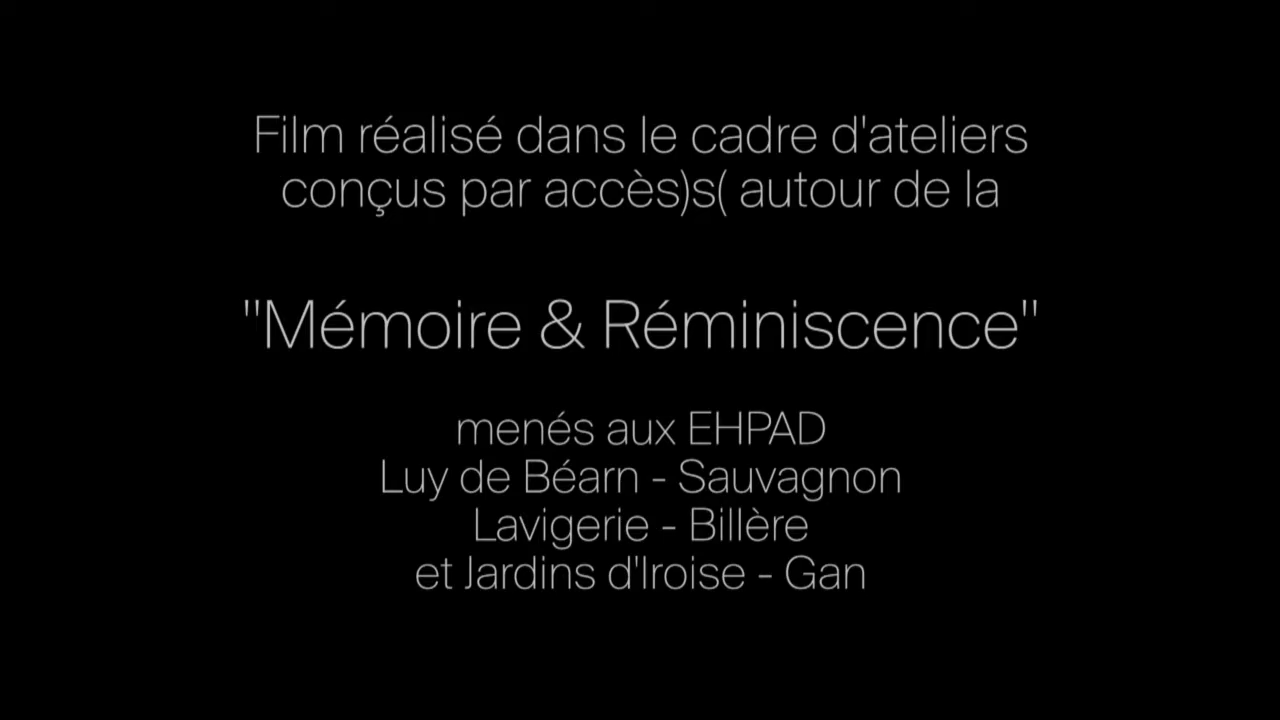 Film réalisé dans le cadre d'ateliers
conçus par accès)s( autour de la
"Mémoire & Réminiscence"
menés aux EHPAD
Luy de Béarn - Sauvagnon
Lavigerie - Billère
et Jardins d'Iroise - Gan